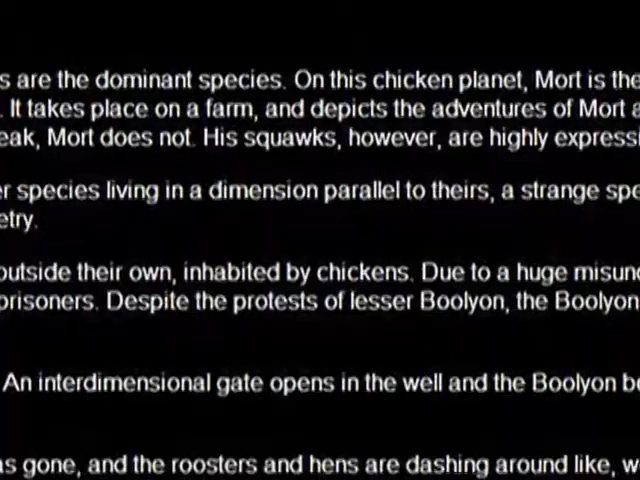 s are the dominant species. On this chicken planet, Mort is the
. It takes place on a farm, and depicts the adventures of Mort a
eak, Mort does not. His squawks, however, are highly express
er species living in a dimension parallel to theirs, a strange spe
etry.
outside their own, inhabited by chickens. Due to a huge misun
prisoners. Despite the protests of lesser Boolyon, the Boolyon
An interdimensional gate opens in the well and the Boolyon be
as gone, and the roosters and hens are dashing around like, w